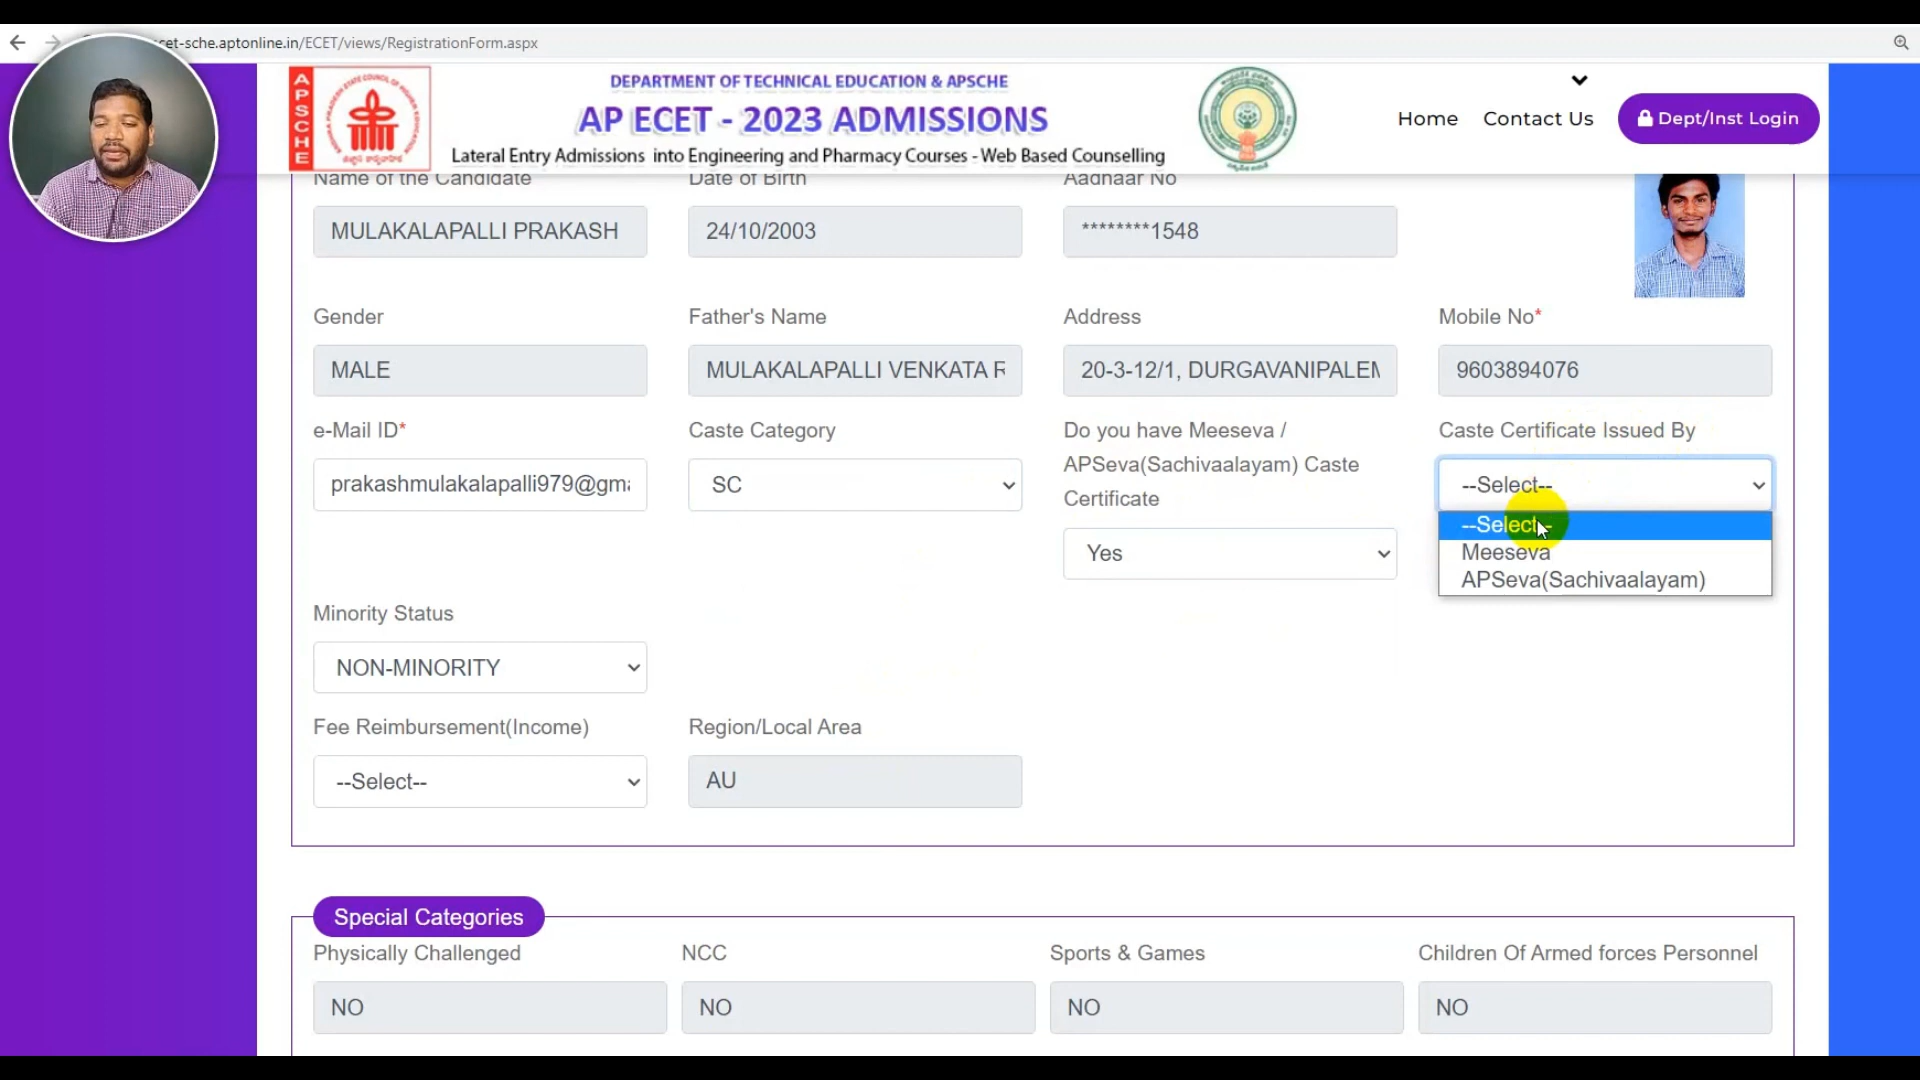 cet-sche.aptonline.in/ECET/views/RegistrationForm.aspx
APSCHE
DEPARTMENT OF TECHNICAL EDUCATION & APSCHE
AP ECET - 2023 ADMISSIONS
Lateral Entry Admissions into Engineering and Pharmacy Courses - Web Based Counselling
Home
Contact Us
Dept/Inst Login
Name of the Candidate
Date of Birth
Aadhaar No
MULAKALAPALLI PRAKASH
24/10/2003
********1548
Gender
Father's Name
Address
Mobile No*
MALE
MULAKALAPALLI VENKATA R
20-3-12/1, DURGAVANIPALEM
9603894076
e-Mail ID*
Caste Category
Do you have Meeseva /
APSeva(Sachivaalayam) Caste
Certificate
Caste Certificate Issued By
prakashmulakalapalli979@gma
SC
Yes
--Select--
--Select--
Meeseva
APSeva(Sachivaalayam)
Minority Status
NON-MINORITY
Fee Reimbursement(Income)
Region/Local Area
--Select--
AU
Special Categories
Physically Challenged
NCC
Sports & Games
Children Of Armed forces Personnel
NO
NO
NO
NO